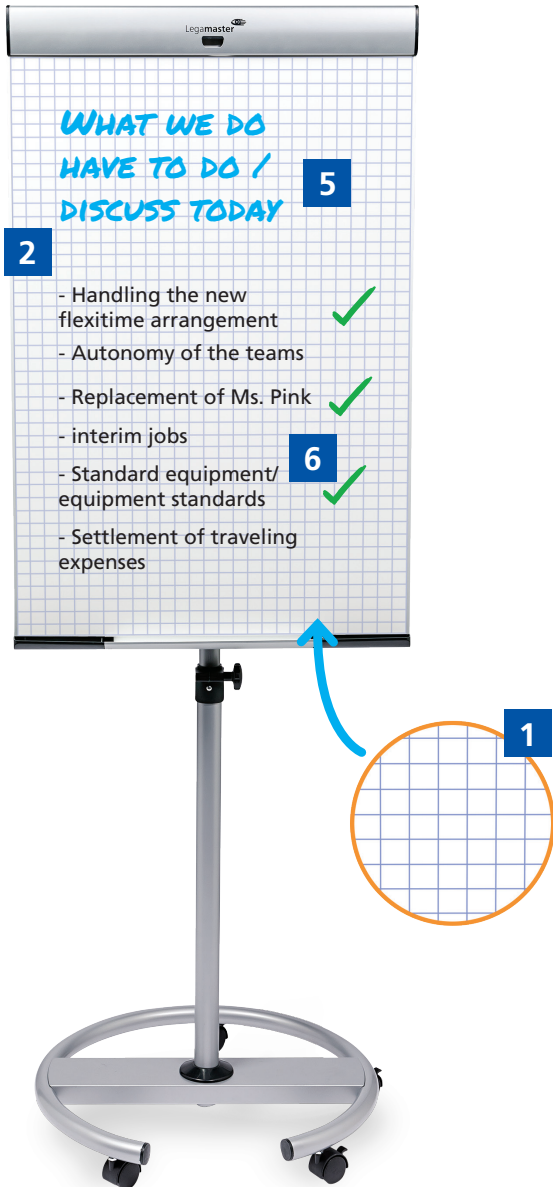 Legamaster
WHAT WE DO
HAVE TO DO /
DISCUSS TODAY
5
2
- Handling the new
flexitime arrangement
- Autonomy of the teams
- Replacement of Ms. Pink
- interim jobs
6
- Standard equipment/
equipment standards
- Settlement of traveling
expenses
1